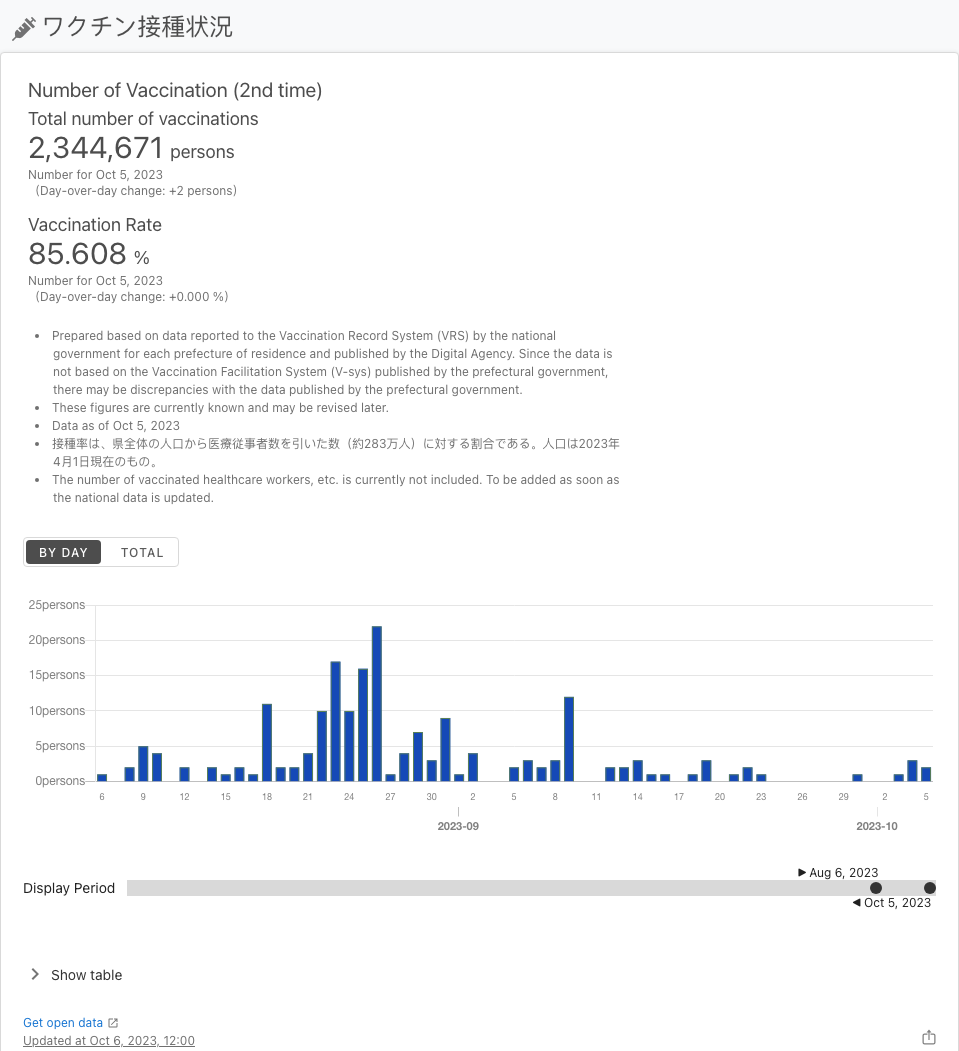 ワクチン接種状況
Number of Vaccination (2nd time)
Total number of vaccinations
2,344,671 persons
Number for Oct 5, 2023
(Day-over-day change: +2 persons)
Vaccination Rate
85.608 %
Number for Oct 5, 2023
(Day-over-day change: +0.000 %)
• Prepared based on data reported to the Vaccination Record System (VRS) by the national
government for each prefecture of residence and published by the Digital Agency. Since the data is
not based on the Vaccination Facilitation System (V-sys) published by the prefectural government,
there may be discrepancies with the data published by the prefectural government.
• These figures are currently known and may be revised later.
• Data as of Oct 5, 2023
• 接種率は、県全体の人口から医療従事者数を引いた数（約283万人）に対する割合である。人口は2023年
4月1日現在のもの。
• The number of vaccinated healthcare workers, etc. is currently not included. To be added as soon as
the national data is updated.
BY DAY TOTAL
25persons
20persons
15persons
10persons
5persons
0persons
6 9 12 15 18 21 24 27 30 2 5 8 11 14 17 20 23 26 29 2 5
2023-09 2023-10
▶ Aug 6, 2023
Display Period
◀ Oct 5, 2023
Show table
Get open data
Updated at Oct 6, 2023, 12:00